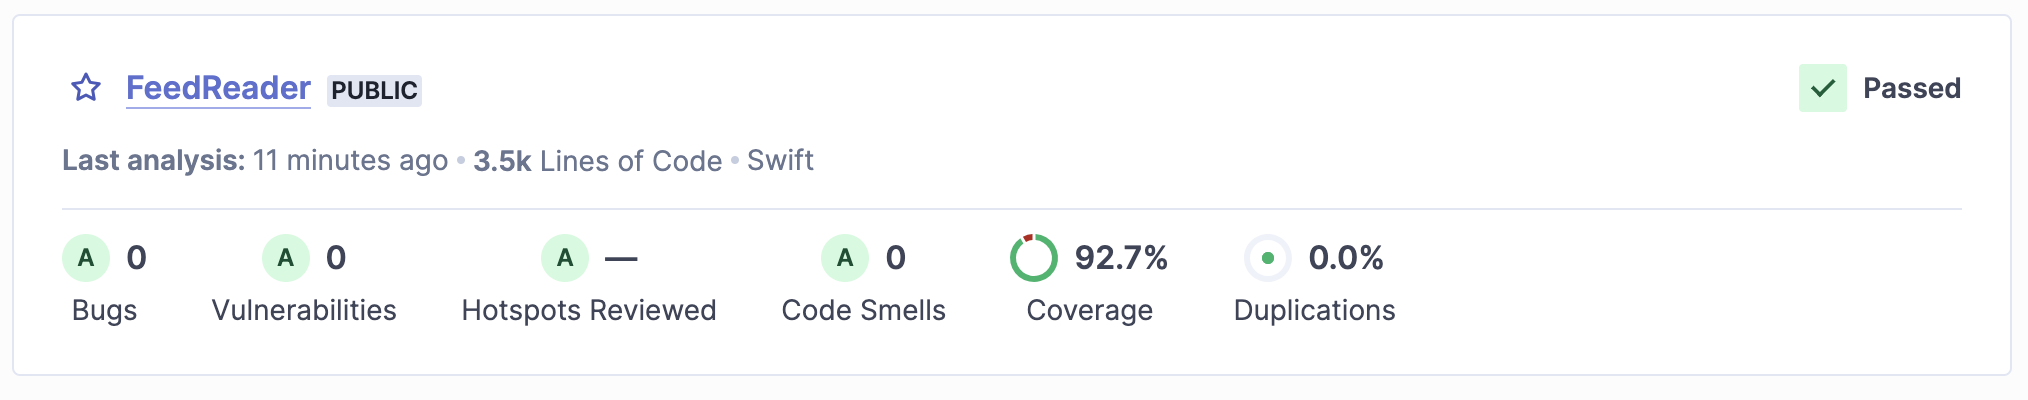 FeedReader PUBLIC
Passed
Last analysis: 11 minutes ago • 3.5k Lines of Code • Swift
A 0 A 0 A — A 0 92.7% 0.0%
Bugs Vulnerabilities Hotspots Reviewed Code Smells Coverage Duplications